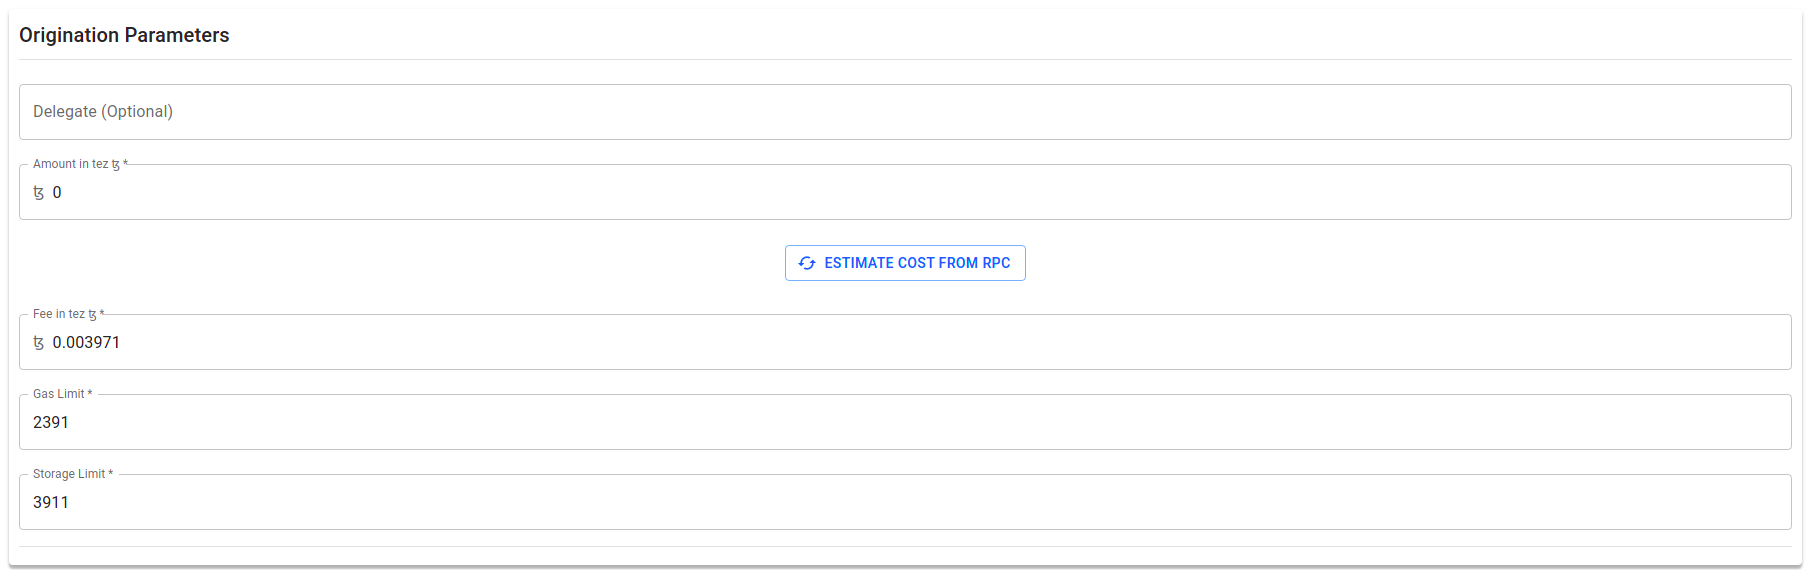 Origination Parameters
Delegate (Optional)
Amount in tez ꜩ *
ꜩ 0
ESTIMATE COST FROM RPC
Fee in tez ꜩ *
ꜩ 0.003971
Gas Limit *
2391
Storage Limit *
3911